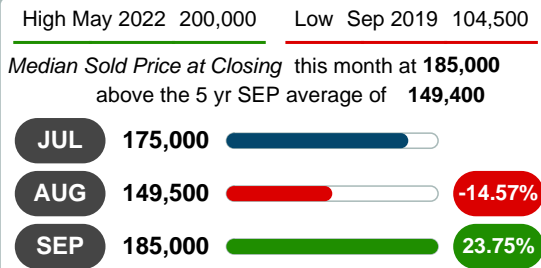 High May 2022 200,000 Low Sep 2019 104,500
Median Sold Price at Closing this month at 185,000
above the 5 yr SEP average of 149,400
JUL 175,000
AUG 149,500 -14.57%
SEP 185,000 23.75%